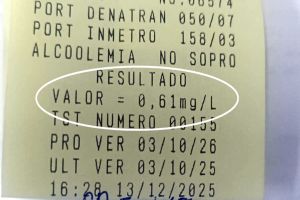 PORT DENATRAN 050/07
PORT INMETRO 158/03
ALCOOLEMIA NO SOPRO
RESULTADO
VALOR = 0,61mg/L
TST NUMERO 00155
PRO VER 03/10/26
ULT VER 03/10/25
16:28 13/12/2025